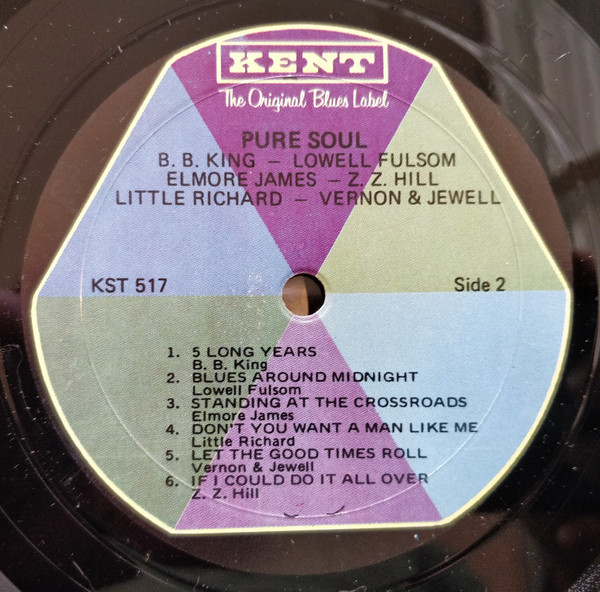 KENT
The Original Blues Label
PURE SOUL
B. B. KING – LOWELL FULSOM
ELMORE JAMES – Z. Z. HILL
LITTLE RICHARD – VERNON & JEWELL
KST 517
Side 2
1. 5 LONG YEARS
B. B. King
2. BLUES AROUND MIDNIGHT
Lowell Fulsom
3. STANDING AT THE CROSSROADS
Elmore James
4. DON'T YOU WANT A MAN LIKE ME
Little Richard
5. LET THE GOOD TIMES ROLL
Vernon & Jewell
6. IF I COULD DO IT ALL OVER
Z. Z. Hill